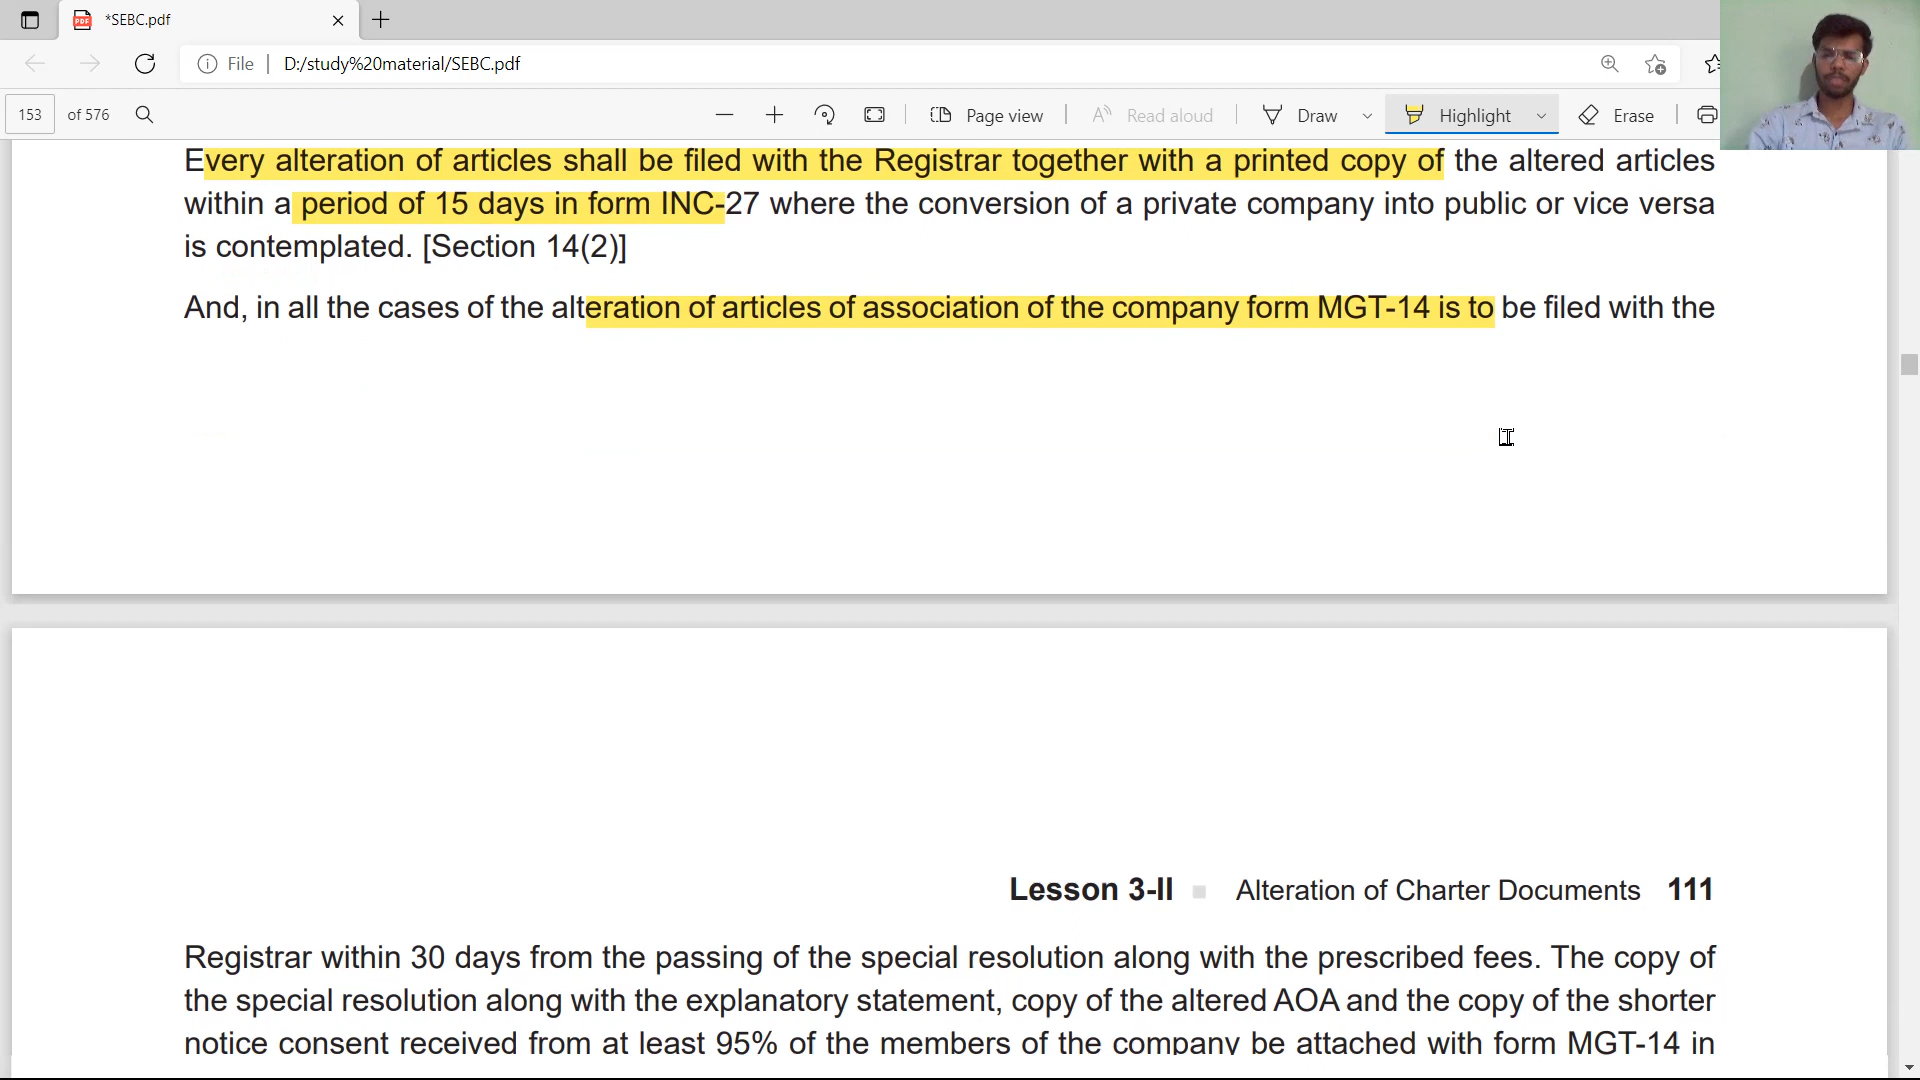 *SEBC.pdf
File D:/study%20material/SEBC.pdf
153 of 576 Page view Read aloud Draw Highlight Erase
Every alteration of articles shall be filed with the Registrar together with a printed copy of the altered articles
within a period of 15 days in form INC-27 where the conversion of a private company into public or vice versa
is contemplated. [Section 14(2)]
And, in all the cases of the alteration of articles of association of the company form MGT-14 is to be filed with the
Lesson 3-II Alteration of Charter Documents 111
Registrar within 30 days from the passing of the special resolution along with the prescribed fees. The copy of
the special resolution along with the explanatory statement, copy of the altered AOA and the copy of the shorter
notice consent received from at least 95% of the members of the company be attached with form MGT-14 in